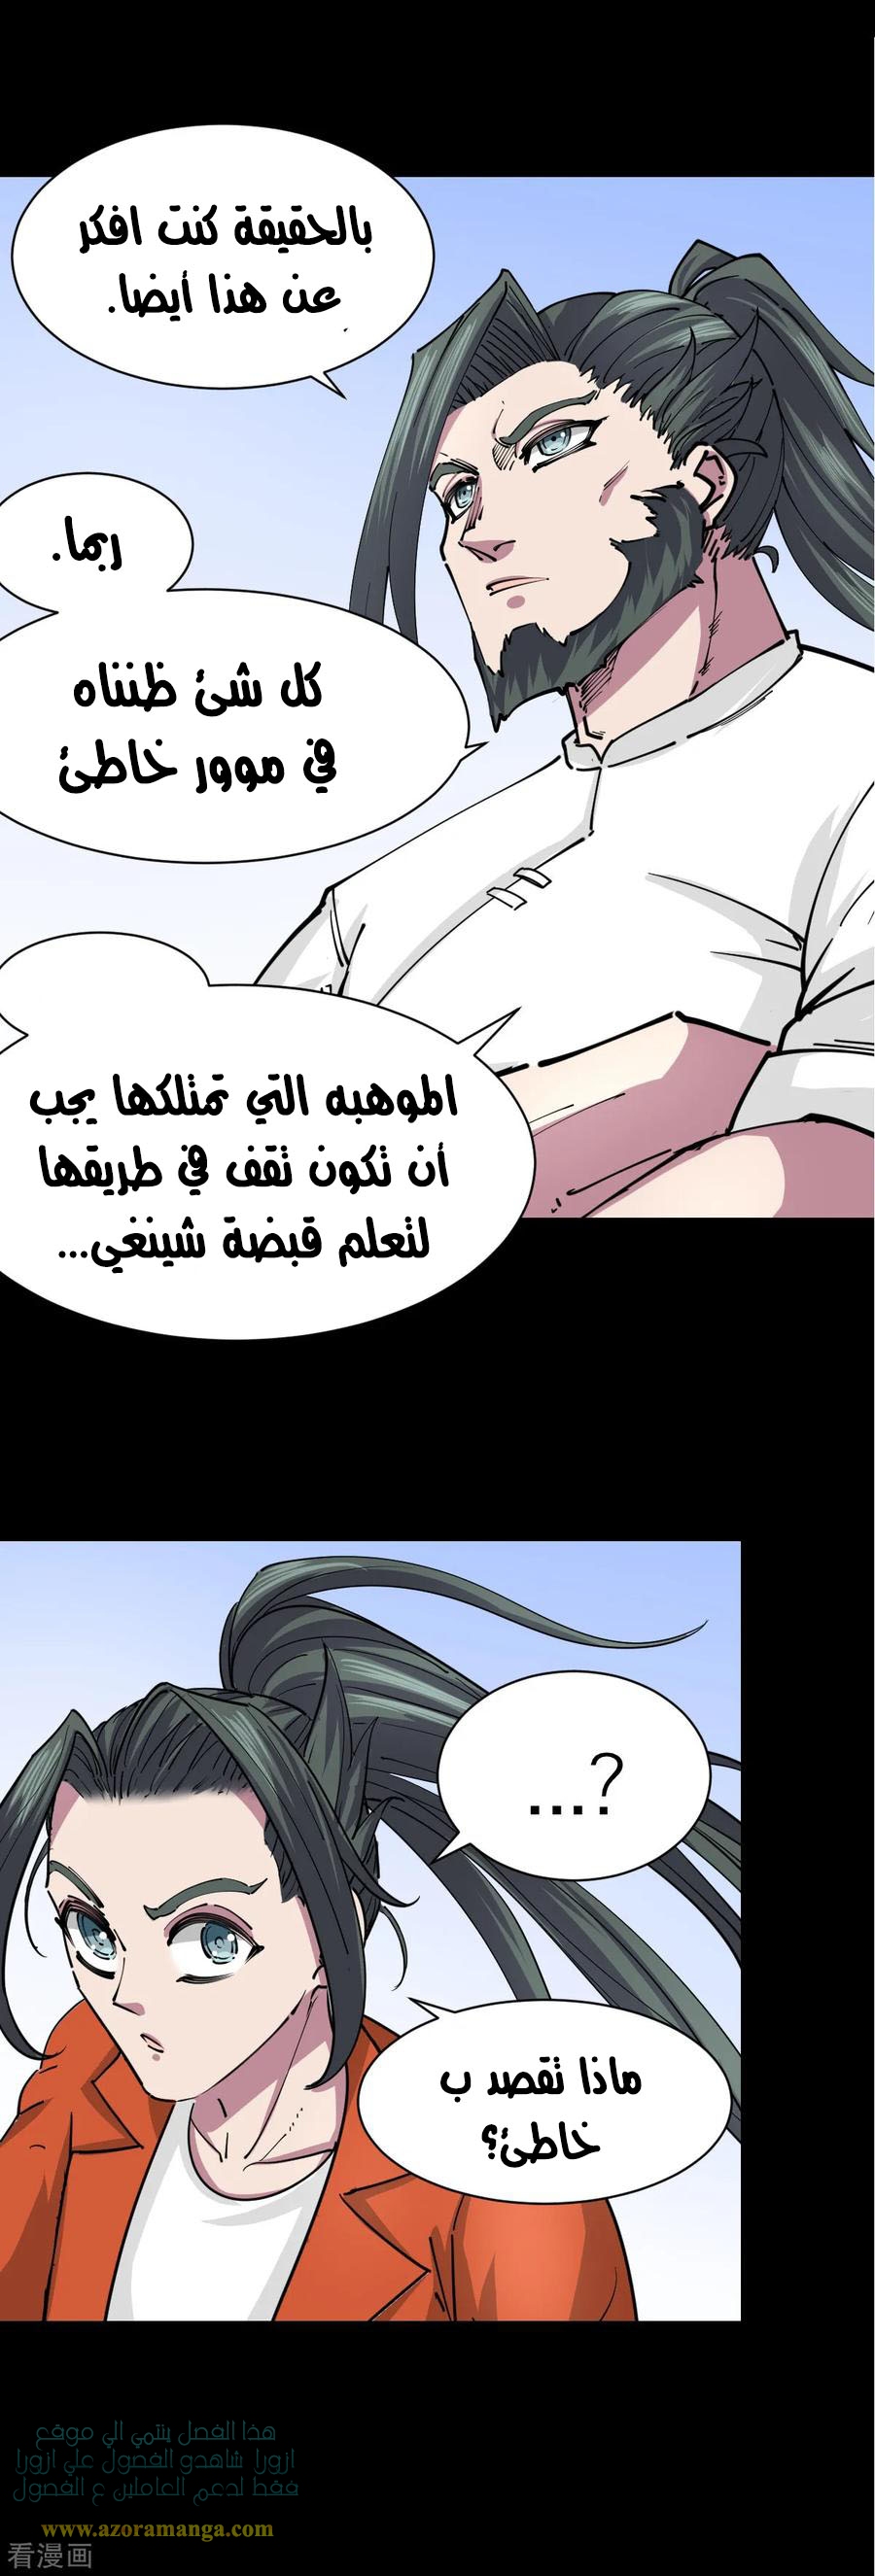 بالحقيقة كنت افكر
عن هذا أيضا.
ربما.
كل شئ ظنناه
في موور خاطئ
الموهبه التي تمتلكها يجب
أن تكون تقف في طريقها
لتعلم قبضة شينغي...
...?
ماذا تقصد ب
خاطئ؟
هذا الفصل ينتمي الي موقع
ازورا شاهدو الفصول علي ازورا
فقط لدعم العاملين ع الفصول
www.azoramanga.com
看漫画